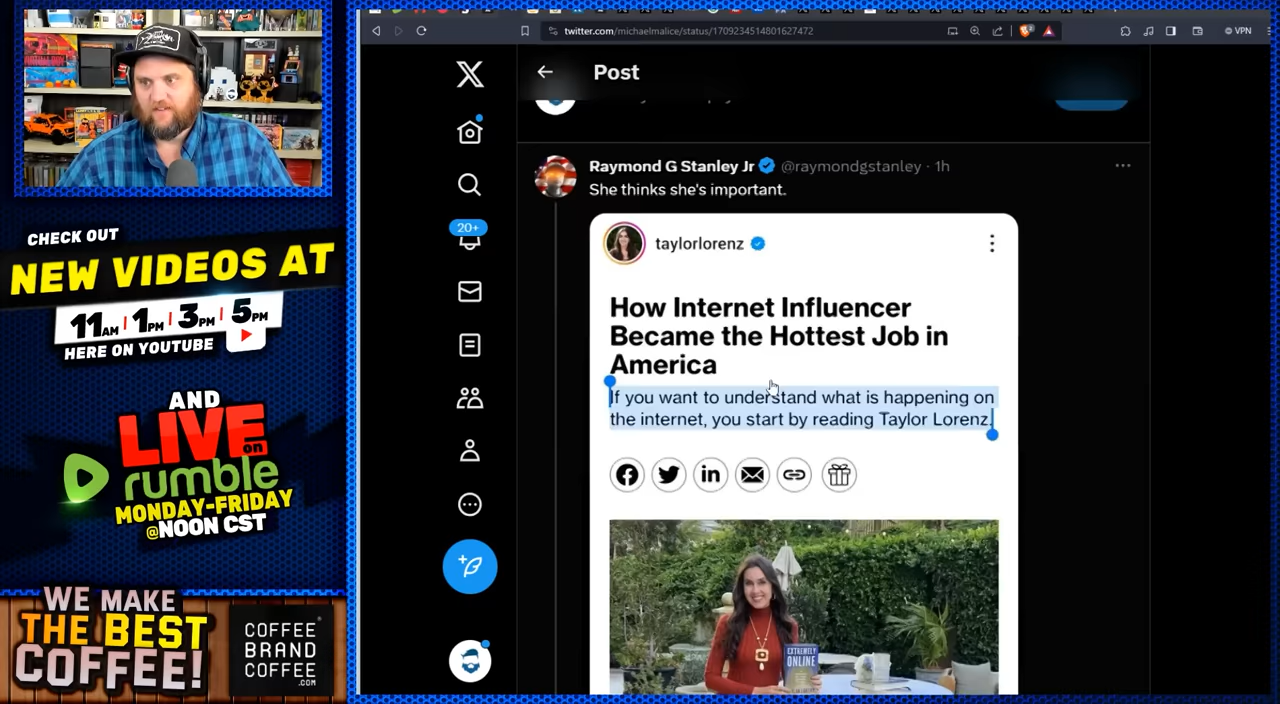 CHECK OUT
NEW VIDEOS AT
11AM | 1PM | 3PM | 5PM
HERE ON YOUTUBE
AND
LIVE on
rumble
MONDAY-FRIDAY
@NOON CST
WE MAKE
THE BEST
COFFEE!
COFFEE
BRAND
COFFEE
.COM
twitter.com/michaelmalice/status/1709234514801627472
VPN
Post
20+
Raymond G Stanley Jr @raymondgstanley · 1h
She thinks she's important.
taylorlorenz
How Internet Influencer
Became the Hottest Job in
America
If you want to understand what is happening on
the internet, you start by reading Taylor Lorenz.
EXTREMELY
ONLINE